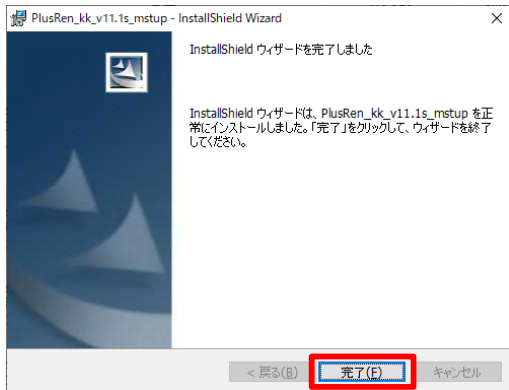 PlusRen_kk_v11.1s_mstup - InstallShield Wizard
InstallShield ウィザードを完了しました
InstallShield ウィザードは、PlusRen_kk_v11.1s_mstup を正
常にインストールしました。「完了」をクリックして、ウィザードを終了
してください。
< 戻る(B)
完了(F)
キャンセル